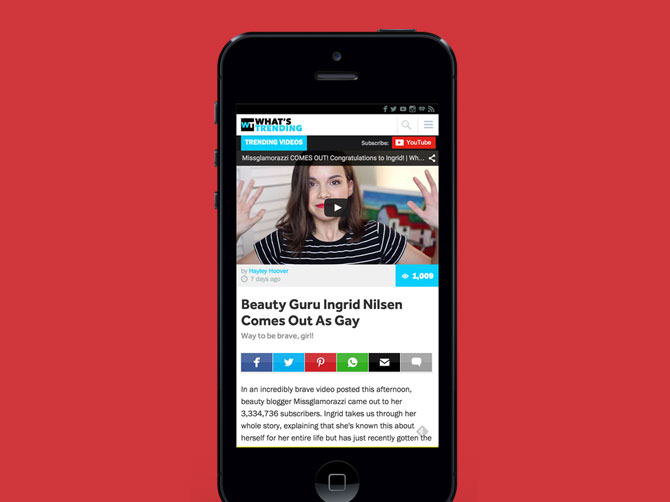 WT WHAT'S
TRENDING
TRENDING VIDEOS
Subscribe: YouTube
Missglamorazzi COMES OUT! Congratulations to Ingrid! | Wh...
by Hayley Hoover
7 days ago
1,009
Beauty Guru Ingrid Nilsen
Comes Out As Gay
Way to be brave, girl!
In an incredibly brave video posted this afternoon,
beauty blogger Missglamorazzi came out to her
3,334,736 subscribers. Ingrid takes us through her
whole story, explaining that she's known this about
herself for her entire life but has just recently gotten the